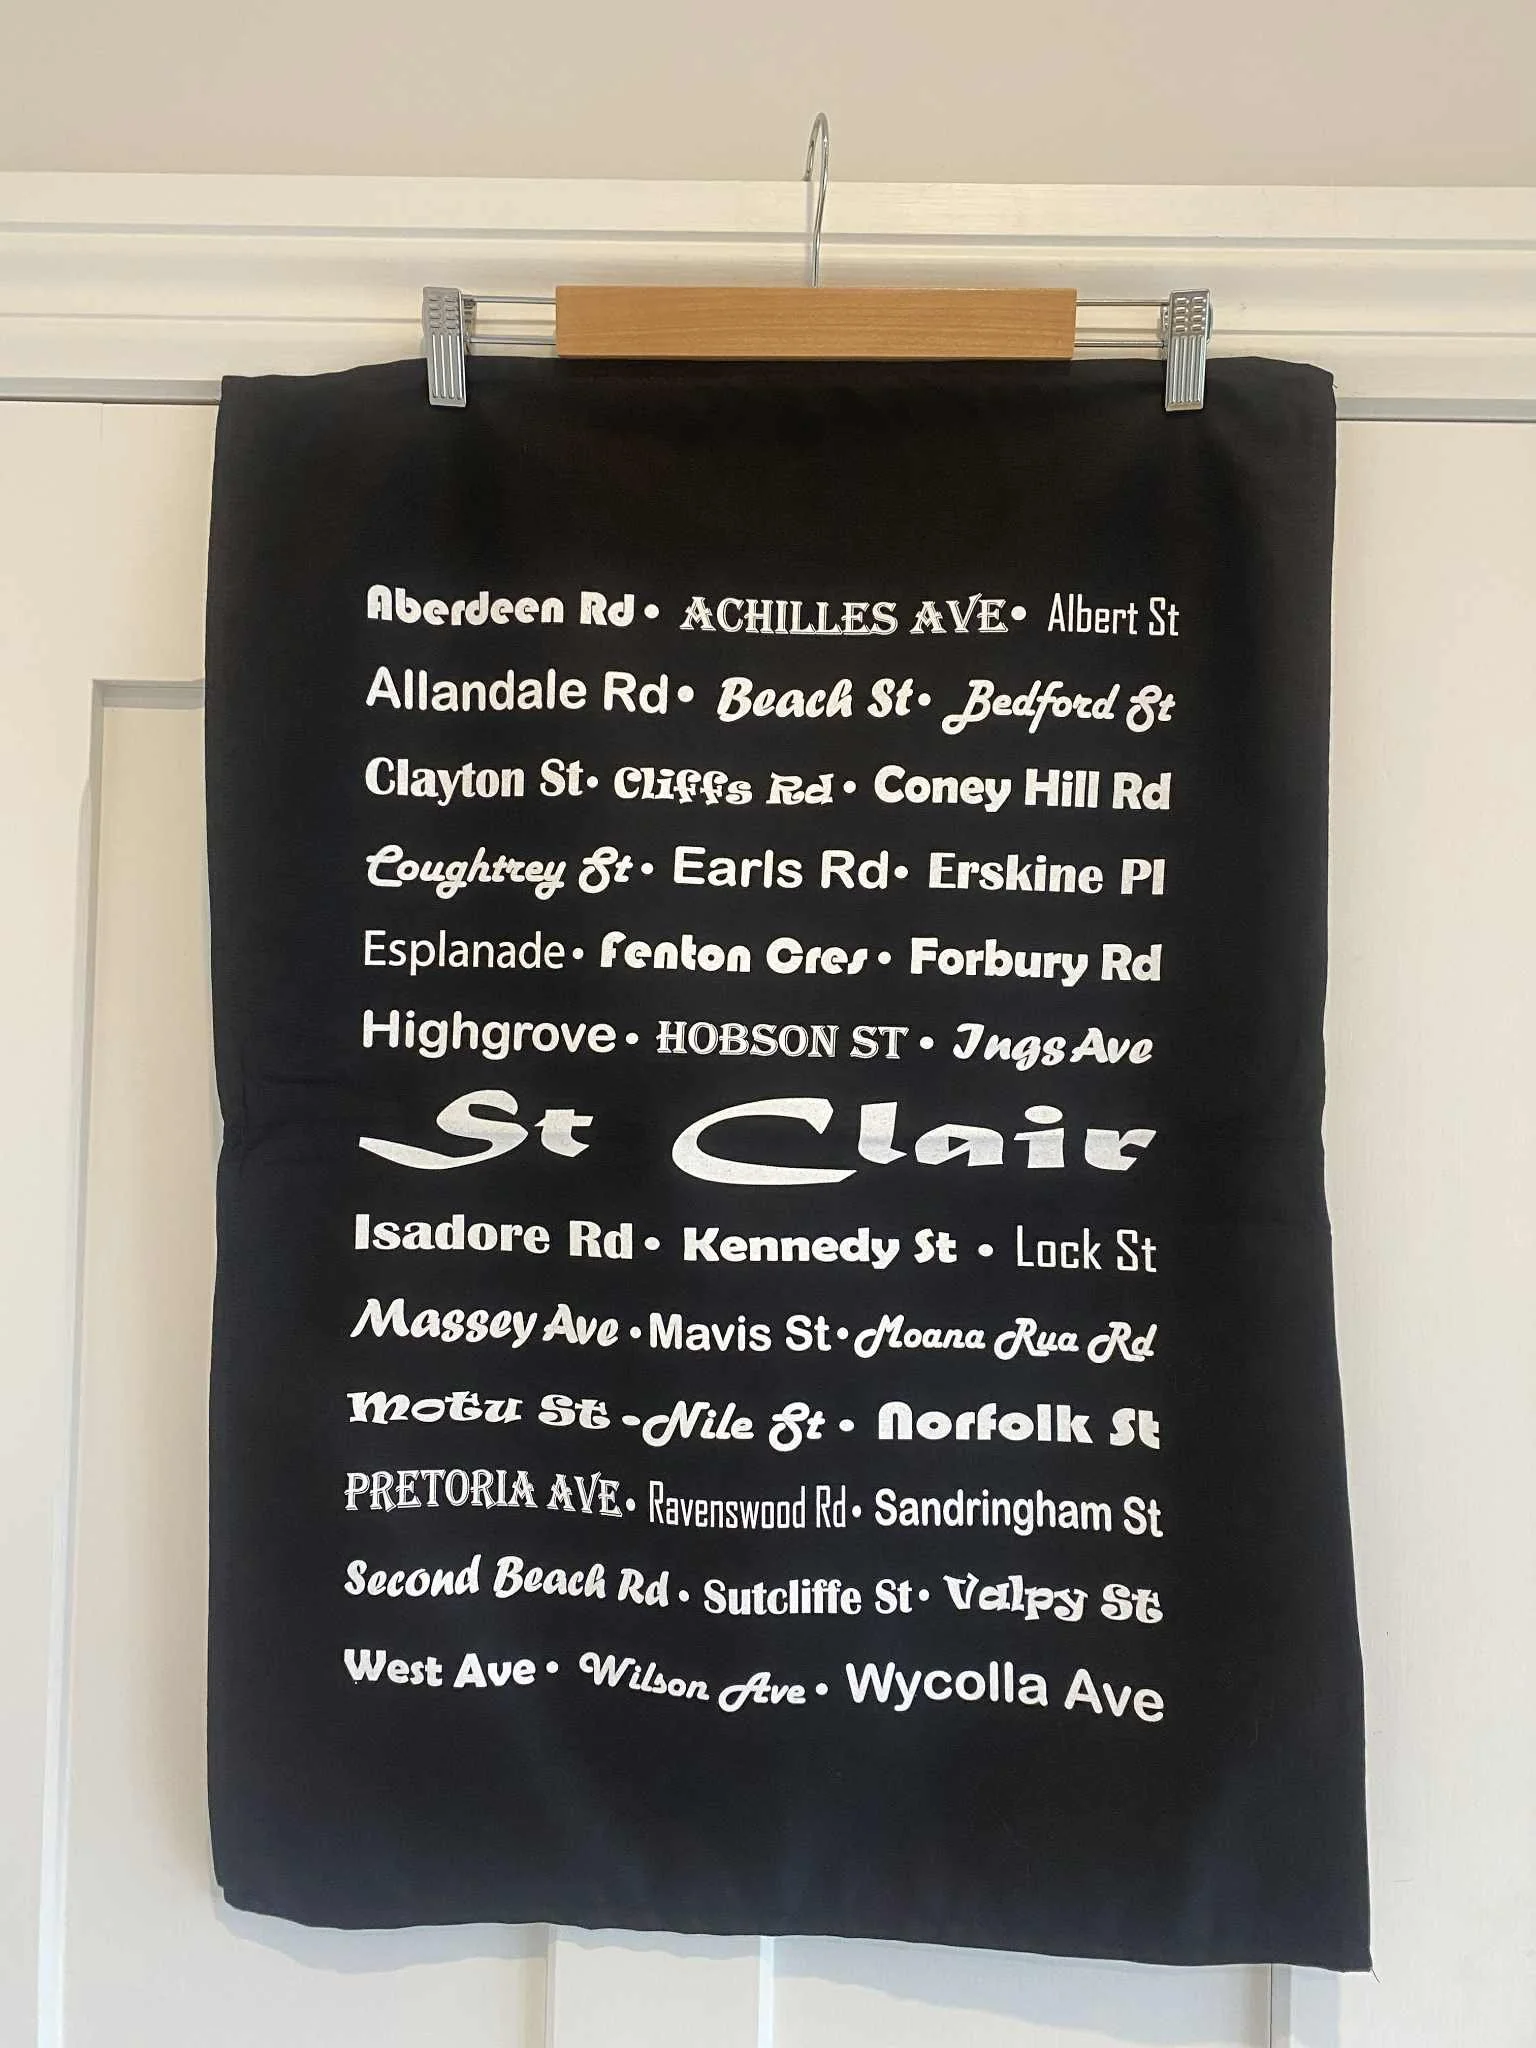 Aberdeen Rd • ACHILLES AVE • Albert St
Allandale Rd • Beach St • Bedford St
Clayton St • Cliffs Rd • Coney Hill Rd
Coughtrey St • Earls Rd • Erskine Pl
Esplanade • Fenton Cres • Forbury Rd
Highgrove • HOBSON ST • Ings Ave
St Clair
Isadore Rd • Kennedy St • Lock St
Massey Ave • Mavis St • Moana Rua Rd
Motu St • Nile St • Norfolk St
PRETORIA AVE • Ravenswood Rd • Sandringham St
Second Beach Rd • Sutcliffe St • Valpy St
West Ave • Wilson Ave • Wycolla Ave